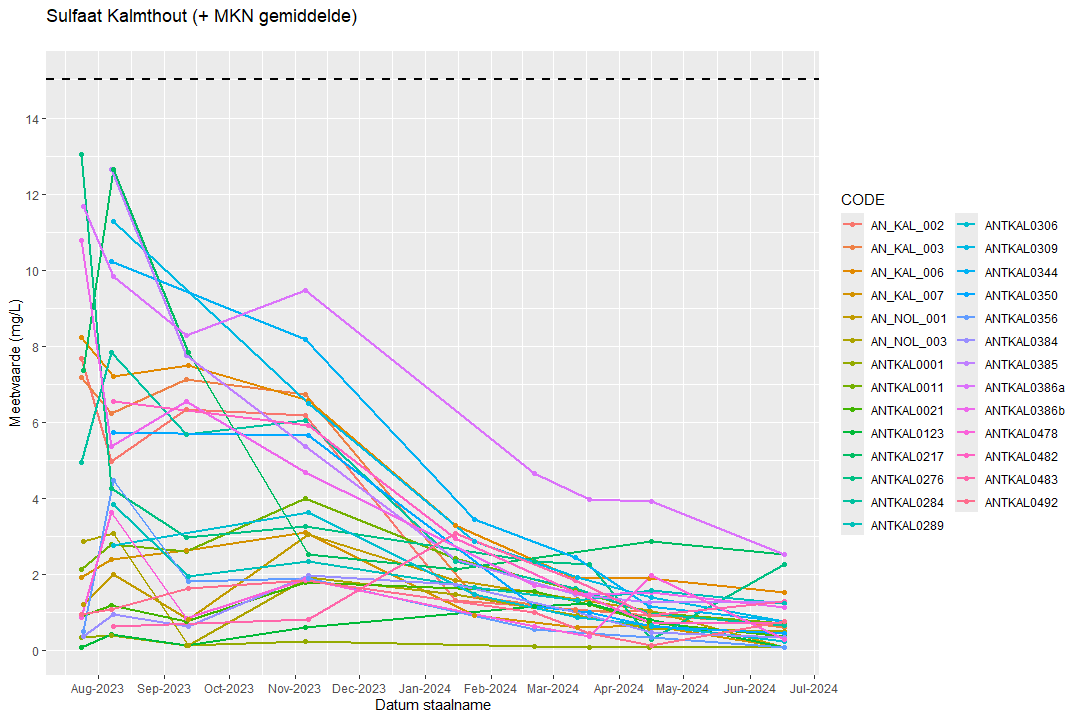 Sulfaat Kalmthout (+ MKN gemiddelde)
Meetwaarde (mg/L)
14
12
10
8
6
4
2
0
Aug-2023 Sep-2023 Oct-2023 Nov-2023 Dec-2023 Jan-2024 Feb-2024 Mar-2024 Apr-2024 May-2024 Jun-2024 Jul-2024
Datum staalname
CODE
AN_KAL_002
AN_KAL_003
AN_KAL_006
AN_KAL_007
AN_NOL_001
AN_NOL_003
ANTKAL0001
ANTKAL0011
ANTKAL0021
ANTKAL0123
ANTKAL0217
ANTKAL0276
ANTKAL0284
ANTKAL0289
ANTKAL0306
ANTKAL0309
ANTKAL0344
ANTKAL0350
ANTKAL0356
ANTKAL0384
ANTKAL0385
ANTKAL0386a
ANTKAL0386b
ANTKAL0478
ANTKAL0482
ANTKAL0483
ANTKAL0492